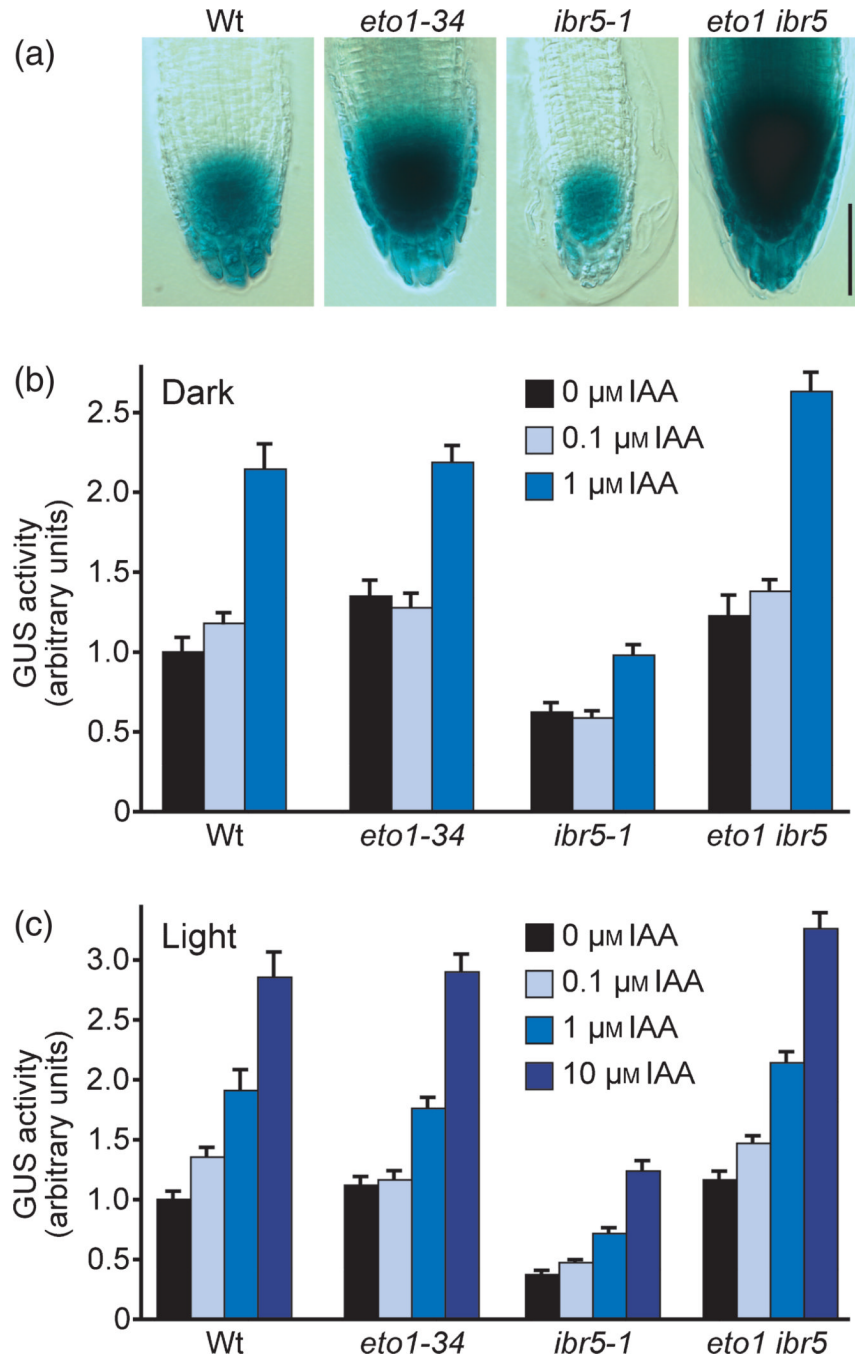 Wt eto1-34 ibr5-1 eto1 ibr5
(a)
(b)
Dark
0 μM IAA
0.1 μM IAA
1 μM IAA
GUS activity
(arbitrary units)
2.5
2.0
1.5
1.0
0.5
0
Wt eto1-34 ibr5-1 eto1 ibr5
(c)
Light
0 μM IAA
0.1 μM IAA
1 μM IAA
10 μM IAA
GUS activity
(arbitrary units)
3.0
2.5
2.0
1.5
1.0
0.5
0
Wt eto1-34 ibr5-1 eto1 ibr5